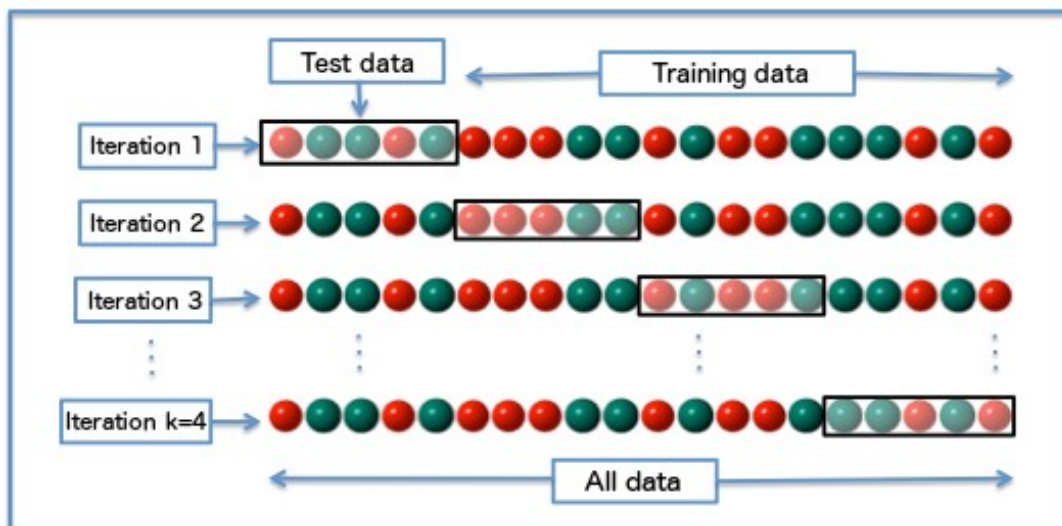 Test data
Training data
Iteration 1
Iteration 2
Iteration 3
Iteration k=4
All data